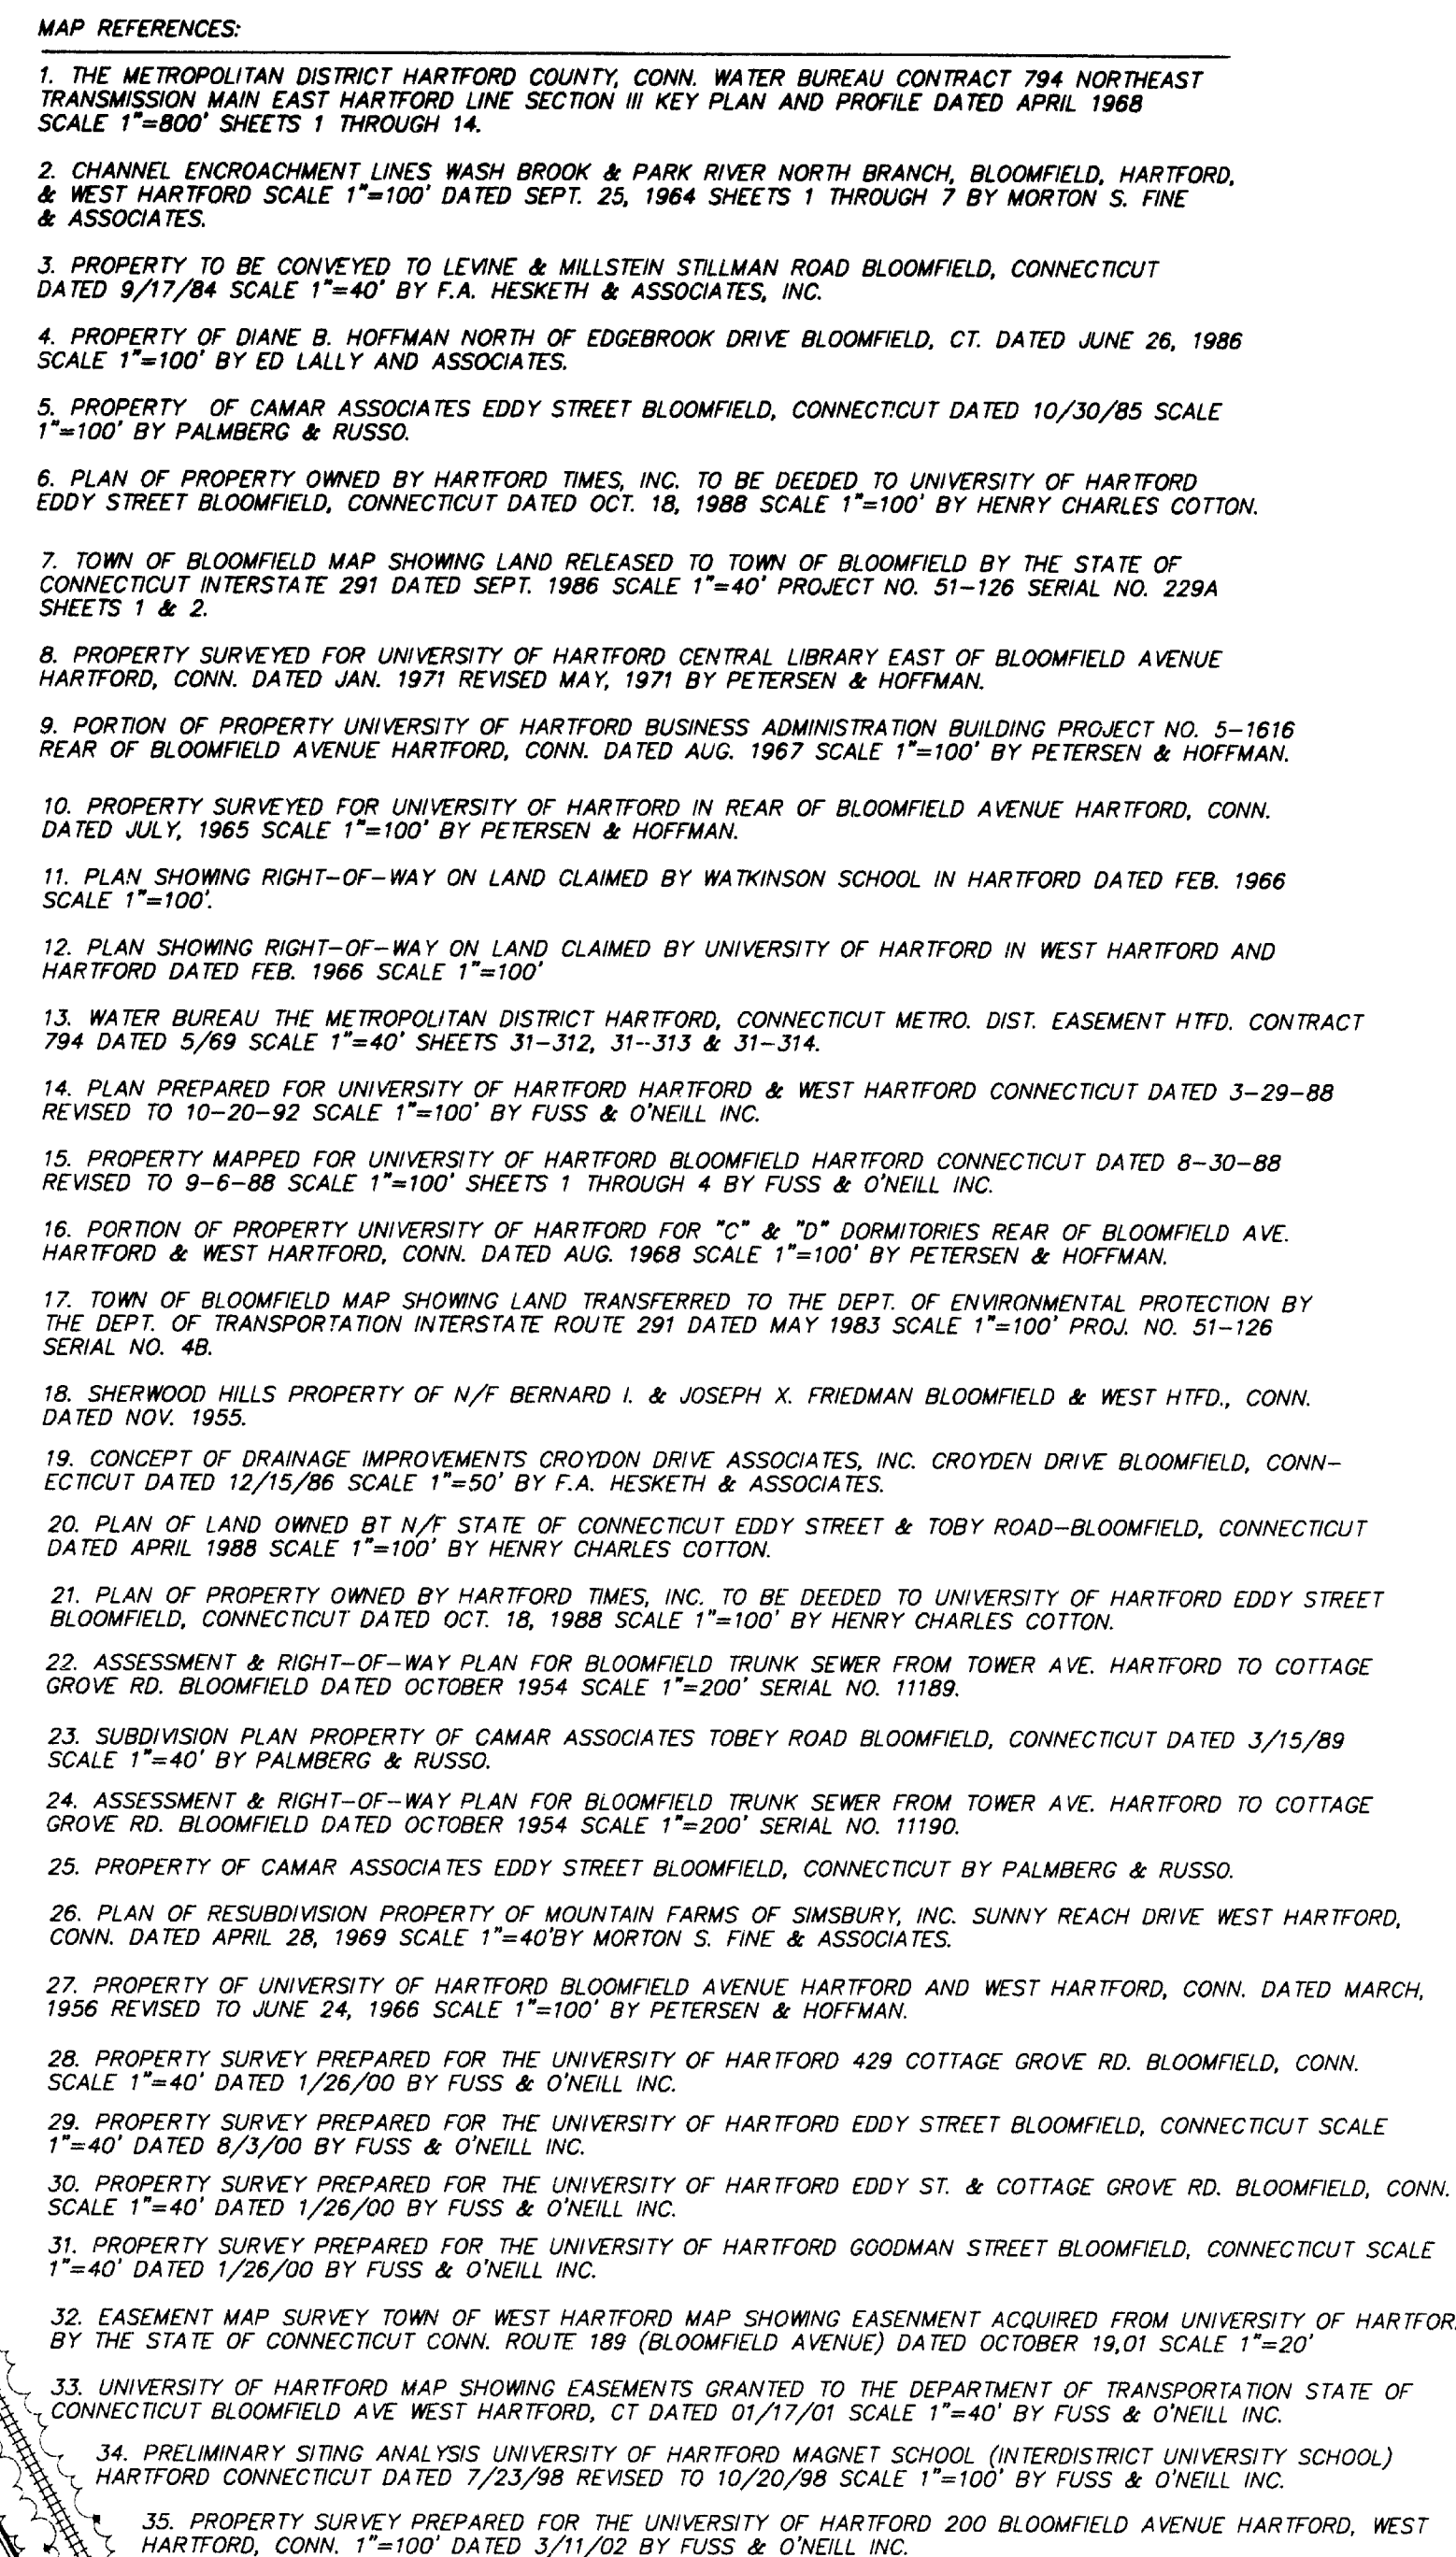 MAP REFERENCES:
1. THE METROPOLITAN DISTRICT HARTFORD COUNTY, CONN. WATER BUREAU CONTRACT 794 NORTHEAST
TRANSMISSION MAIN EAST HARTFORD LINE SECTION III KEY PLAN AND PROFILE DATED APRIL 1968
SCALE 1"=800' SHEETS 1 THROUGH 14.
2. CHANNEL ENCROACHMENT LINES WASH BROOK & PARK RIVER NORTH BRANCH, BLOOMFIELD, HARTFORD,
& WEST HARTFORD SCALE 1"=100' DATED SEPT. 25, 1964 SHEETS 1 THROUGH 7 BY MORTON S. FINE
& ASSOCIATES.
3. PROPERTY TO BE CONVEYED TO LEVINE & MILLSTEIN STILLMAN ROAD BLOOMFIELD, CONNECTICUT
DATED 9/17/84 SCALE 1"=40' BY F.A. HESKETH & ASSOCIATES, INC.
4. PROPERTY OF DIANE B. HOFFMAN NORTH OF EDGEBROOK DRIVE BLOOMFIELD, CT. DATED JUNE 26, 1986
SCALE 1"=100' BY ED LALLY AND ASSOCIATES.
5. PROPERTY OF CAMAR ASSOCIATES EDDY STREET BLOOMFIELD, CONNECTICUT DATED 10/30/85 SCALE
1"=100' BY PALMBERG & RUSSO.
6. PLAN OF PROPERTY OWNED BY HARTFORD TIMES, INC. TO BE DEEDED TO UNIVERSITY OF HARTFORD
EDDY STREET BLOOMFIELD, CONNECTICUT DATED OCT. 18, 1988 SCALE 1"=100' BY HENRY CHARLES COTTON.
7. TOWN OF BLOOMFIELD MAP SHOWING LAND RELEASED TO TOWN OF BLOOMFIELD BY THE STATE OF
CONNECTICUT INTERSTATE 291 DATED SEPT. 1986 SCALE 1"=40' PROJECT NO. 51-126 SERIAL NO. 229A
SHEETS 1 & 2.
8. PROPERTY SURVEYED FOR UNIVERSITY OF HARTFORD CENTRAL LIBRARY EAST OF BLOOMFIELD AVENUE
HARTFORD, CONN. DATED JAN. 1971 REVISED MAY, 1971 BY PETERSEN & HOFFMAN.
9. PORTION OF PROPERTY UNIVERSITY OF HARTFORD BUSINESS ADMINISTRATION BUILDING PROJECT NO. 5-1616
REAR OF BLOOMFIELD AVENUE HARTFORD, CONN. DATED AUG. 1967 SCALE 1"=100' BY PETERSEN & HOFFMAN.
10. PROPERTY SURVEYED FOR UNIVERSITY OF HARTFORD IN REAR OF BLOOMFIELD AVENUE HARTFORD, CONN.
DATED JULY, 1965 SCALE 1"=100' BY PETERSEN & HOFFMAN.
11. PLAN SHOWING RIGHT-OF-WAY ON LAND CLAIMED BY WATKINSON SCHOOL IN HARTFORD DATED FEB. 1966
SCALE 1"=100'.
12. PLAN SHOWING RIGHT-OF-WAY ON LAND CLAIMED BY UNIVERSITY OF HARTFORD IN WEST HARTFORD AND
HARTFORD DATED FEB. 1966 SCALE 1"=100'
13. WATER BUREAU THE METROPOLITAN DISTRICT HARTFORD, CONNECTICUT METRO. DIST. EASEMENT HTFD. CONTRACT
794 DATED 5/69 SCALE 1"=40' SHEETS 31-312, 31-313 & 31-314.
14. PLAN PREPARED FOR UNIVERSITY OF HARTFORD HARTFORD & WEST HARTFORD CONNECTICUT DATED 3-29-88
REVISED TO 10-20-92 SCALE 1"=100' BY FUSS & O'NEILL INC.
15. PROPERTY MAPPED FOR UNIVERSITY OF HARTFORD BLOOMFIELD HARTFORD CONNECTICUT DATED 8-30-88
REVISED TO 9-6-88 SCALE 1"=100' SHEETS 1 THROUGH 4 BY FUSS & O'NEILL INC.
16. PORTION OF PROPERTY UNIVERSITY OF HARTFORD FOR "C" & "D" DORMITORIES REAR OF BLOOMFIELD AVE.
HARTFORD & WEST HARTFORD, CONN. DATED AUG. 1968 SCALE 1"=100' BY PETERSEN & HOFFMAN.
17. TOWN OF BLOOMFIELD MAP SHOWING LAND TRANSFERRED TO THE DEPT. OF ENVIRONMENTAL PROTECTION BY
THE DEPT. OF TRANSPORTATION INTERSTATE ROUTE 291 DATED MAY 1983 SCALE 1"=100' PROJ. NO. 51-126
SERIAL NO. 4B.
18. SHERWOOD HILLS PROPERTY OF N/F BERNARD I. & JOSEPH X. FRIEDMAN BLOOMFIELD & WEST HTFD., CONN.
DATED NOV. 1955.
19. CONCEPT OF DRAINAGE IMPROVEMENTS CROYDON DRIVE ASSOCIATES, INC. CROYDEN DRIVE BLOOMFIELD, CONN-
ECTICUT DATED 12/15/86 SCALE 1"=50' BY F.A. HESKETH & ASSOCIATES.
20. PLAN OF LAND OWNED BT N/F STATE OF CONNECTICUT EDDY STREET & TOBY ROAD-BLOOMFIELD, CONNECTICUT
DATED APRIL 1988 SCALE 1"=100' BY HENRY CHARLES COTTON.
21. PLAN OF PROPERTY OWNED BY HARTFORD TIMES, INC. TO BE DEEDED TO UNIVERSITY OF HARTFORD EDDY STREET
BLOOMFIELD, CONNECTICUT DATED OCT. 18, 1988 SCALE 1"=100' BY HENRY CHARLES COTTON.
22. ASSESSMENT & RIGHT-OF-WAY PLAN FOR BLOOMFIELD TRUNK SEWER FROM TOWER AVE. HARTFORD TO COTTAGE
GROVE RD. BLOOMFIELD DATED OCTOBER 1954 SCALE 1"=200' SERIAL NO. 11189.
23. SUBDIVISION PLAN PROPERTY OF CAMAR ASSOCIATES TOBEY ROAD BLOOMFIELD, CONNECTICUT DATED 3/15/89
SCALE 1"=40' BY PALMBERG & RUSSO.
24. ASSESSMENT & RIGHT-OF-WAY PLAN FOR BLOOMFIELD TRUNK SEWER FROM TOWER AVE. HARTFORD TO COTTAGE
GROVE RD. BLOOMFIELD DATED OCTOBER 1954 SCALE 1"=200' SERIAL NO. 11190.
25. PROPERTY OF CAMAR ASSOCIATES EDDY STREET BLOOMFIELD, CONNECTICUT BY PALMBERG & RUSSO.
26. PLAN OF RESUBDIVISION PROPERTY OF MOUNTAIN FARMS OF SIMSBURY, INC. SUNNY REACH DRIVE WEST HARTFORD,
CONN. DATED APRIL 28, 1969 SCALE 1"=40'BY MORTON S. FINE & ASSOCIATES.
27. PROPERTY OF UNIVERSITY OF HARTFORD BLOOMFIELD AVENUE HARTFORD AND WEST HARTFORD, CONN. DATED MARCH,
1956 REVISED TO JUNE 24, 1966 SCALE 1"=100' BY PETERSEN & HOFFMAN.
28. PROPERTY SURVEY PREPARED FOR THE UNIVERSITY OF HARTFORD 429 COTTAGE GROVE RD. BLOOMFIELD, CONN.
SCALE 1"=40' DATED 1/26/00 BY FUSS & O'NEILL INC.
29. PROPERTY SURVEY PREPARED FOR THE UNIVERSITY OF HARTFORD EDDY STREET BLOOMFIELD, CONNECTICUT SCALE
1"=40' DATED 8/3/00 BY FUSS & O'NEILL INC.
30. PROPERTY SURVEY PREPARED FOR THE UNIVERSITY OF HARTFORD EDDY ST. & COTTAGE GROVE RD. BLOOMFIELD, CONN.
SCALE 1"=40' DATED 1/26/00 BY FUSS & O'NEILL INC.
31. PROPERTY SURVEY PREPARED FOR THE UNIVERSITY OF HARTFORD GOODMAN STREET BLOOMFIELD, CONNECTICUT SCALE
1"=40' DATED 1/26/00 BY FUSS & O'NEILL INC.
32. EASEMENT MAP SURVEY TOWN OF WEST HARTFORD MAP SHOWING EASENMENT ACQUIRED FROM UNIVERSITY OF HARTFOR
BY THE STATE OF CONNECTICUT CONN. ROUTE 189 (BLOOMFIELD AVENUE) DATED OCTOBER 19,01 SCALE 1"=20'
33. UNIVERSITY OF HARTFORD MAP SHOWING EASEMENTS GRANTED TO THE DEPARTMENT OF TRANSPORTATION STATE OF
CONNECTICUT BLOOMFIELD AVE WEST HARTFORD, CT DATED 01/17/01 SCALE 1"=40' BY FUSS & O'NEILL INC.
34. PRELIMINARY SITING ANALYSIS UNIVERSITY OF HARTFORD MAGNET SCHOOL (INTERDISTRICT UNIVERSITY SCHOOL)
HARTFORD CONNECTICUT DATED 7/23/98 REVISED TO 10/20/98 SCALE 1"=100' BY FUSS & O'NEILL INC.
35. PROPERTY SURVEY PREPARED FOR THE UNIVERSITY OF HARTFORD 200 BLOOMFIELD AVENUE HARTFORD, WEST
HARTFORD, CONN. 1"=100' DATED 3/11/02 BY FUSS & O'NEILL INC.